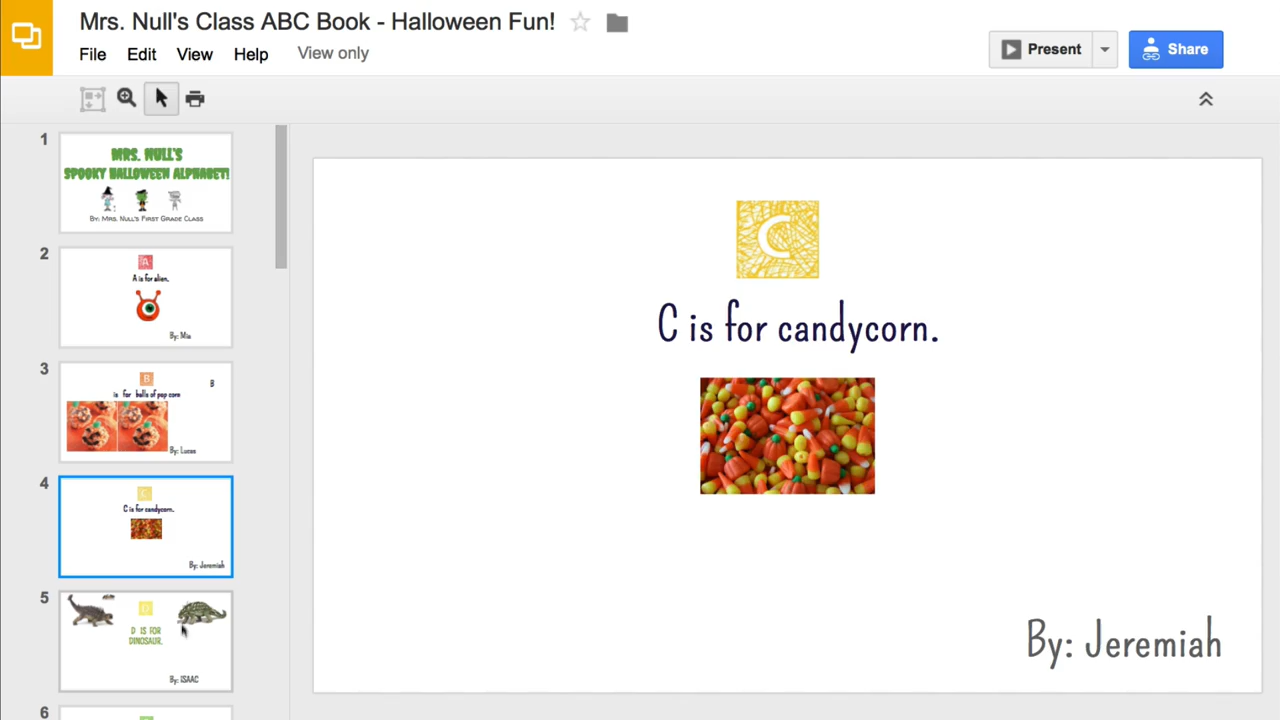 Mrs. Null's Class ABC Book - Halloween Fun!
File Edit View Help View only
Present
Share
1
MRS. NULL'S
SPOOKY HALLOWEEN ALPHABET!
By: Mrs. Null's First Grade Class
2
A
A is for alien.
By: Mia
3
B
B
is for balls of pop corn
By: Lucas
4
C
C is for candycorn.
By: Jeremiah
5
D
D IS FOR
DINOSAUR.
By: ISAAC
6
C
C is for candycorn.
By: Jeremiah